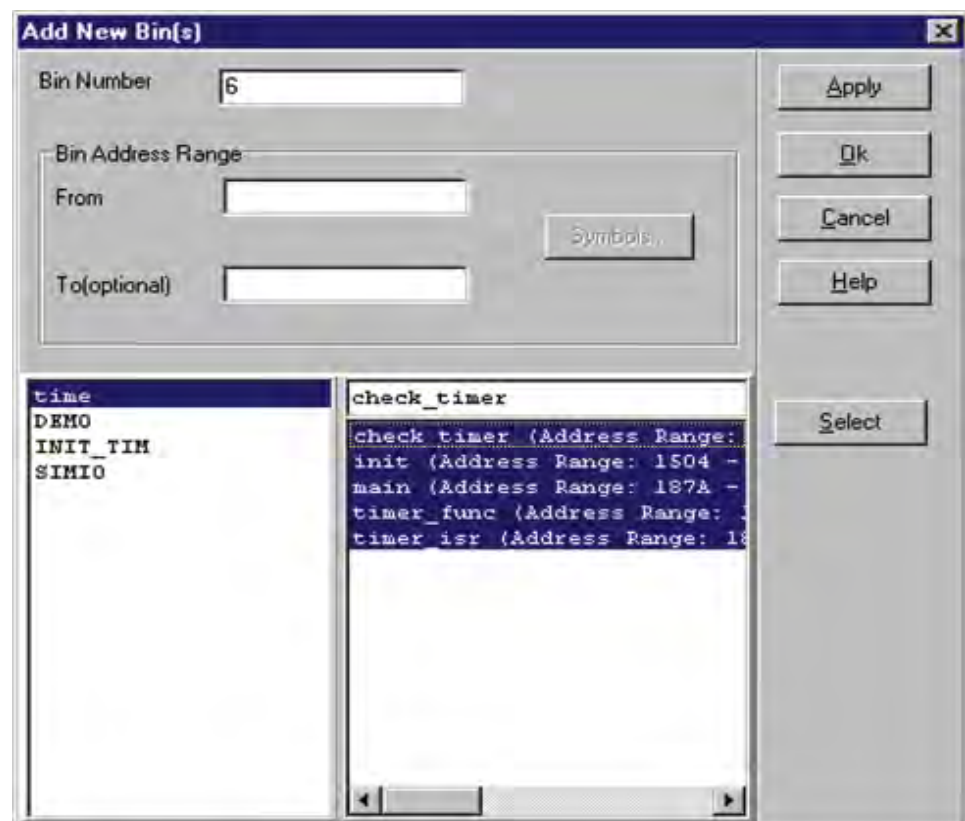 Add New Bin(s)
Bin Number
6
Apply
Bin Address Range
Ok
From
Cancel
Symbols...
To(optional)
Help
time
DEMO
INIT_TIM
SIMIO
check_timer
check_timer (Address Range:
init (Address Range: 1504 -
main (Address Range: 187A -
timer_func (Address Range:
timer_isr (Address Range: 18
Select